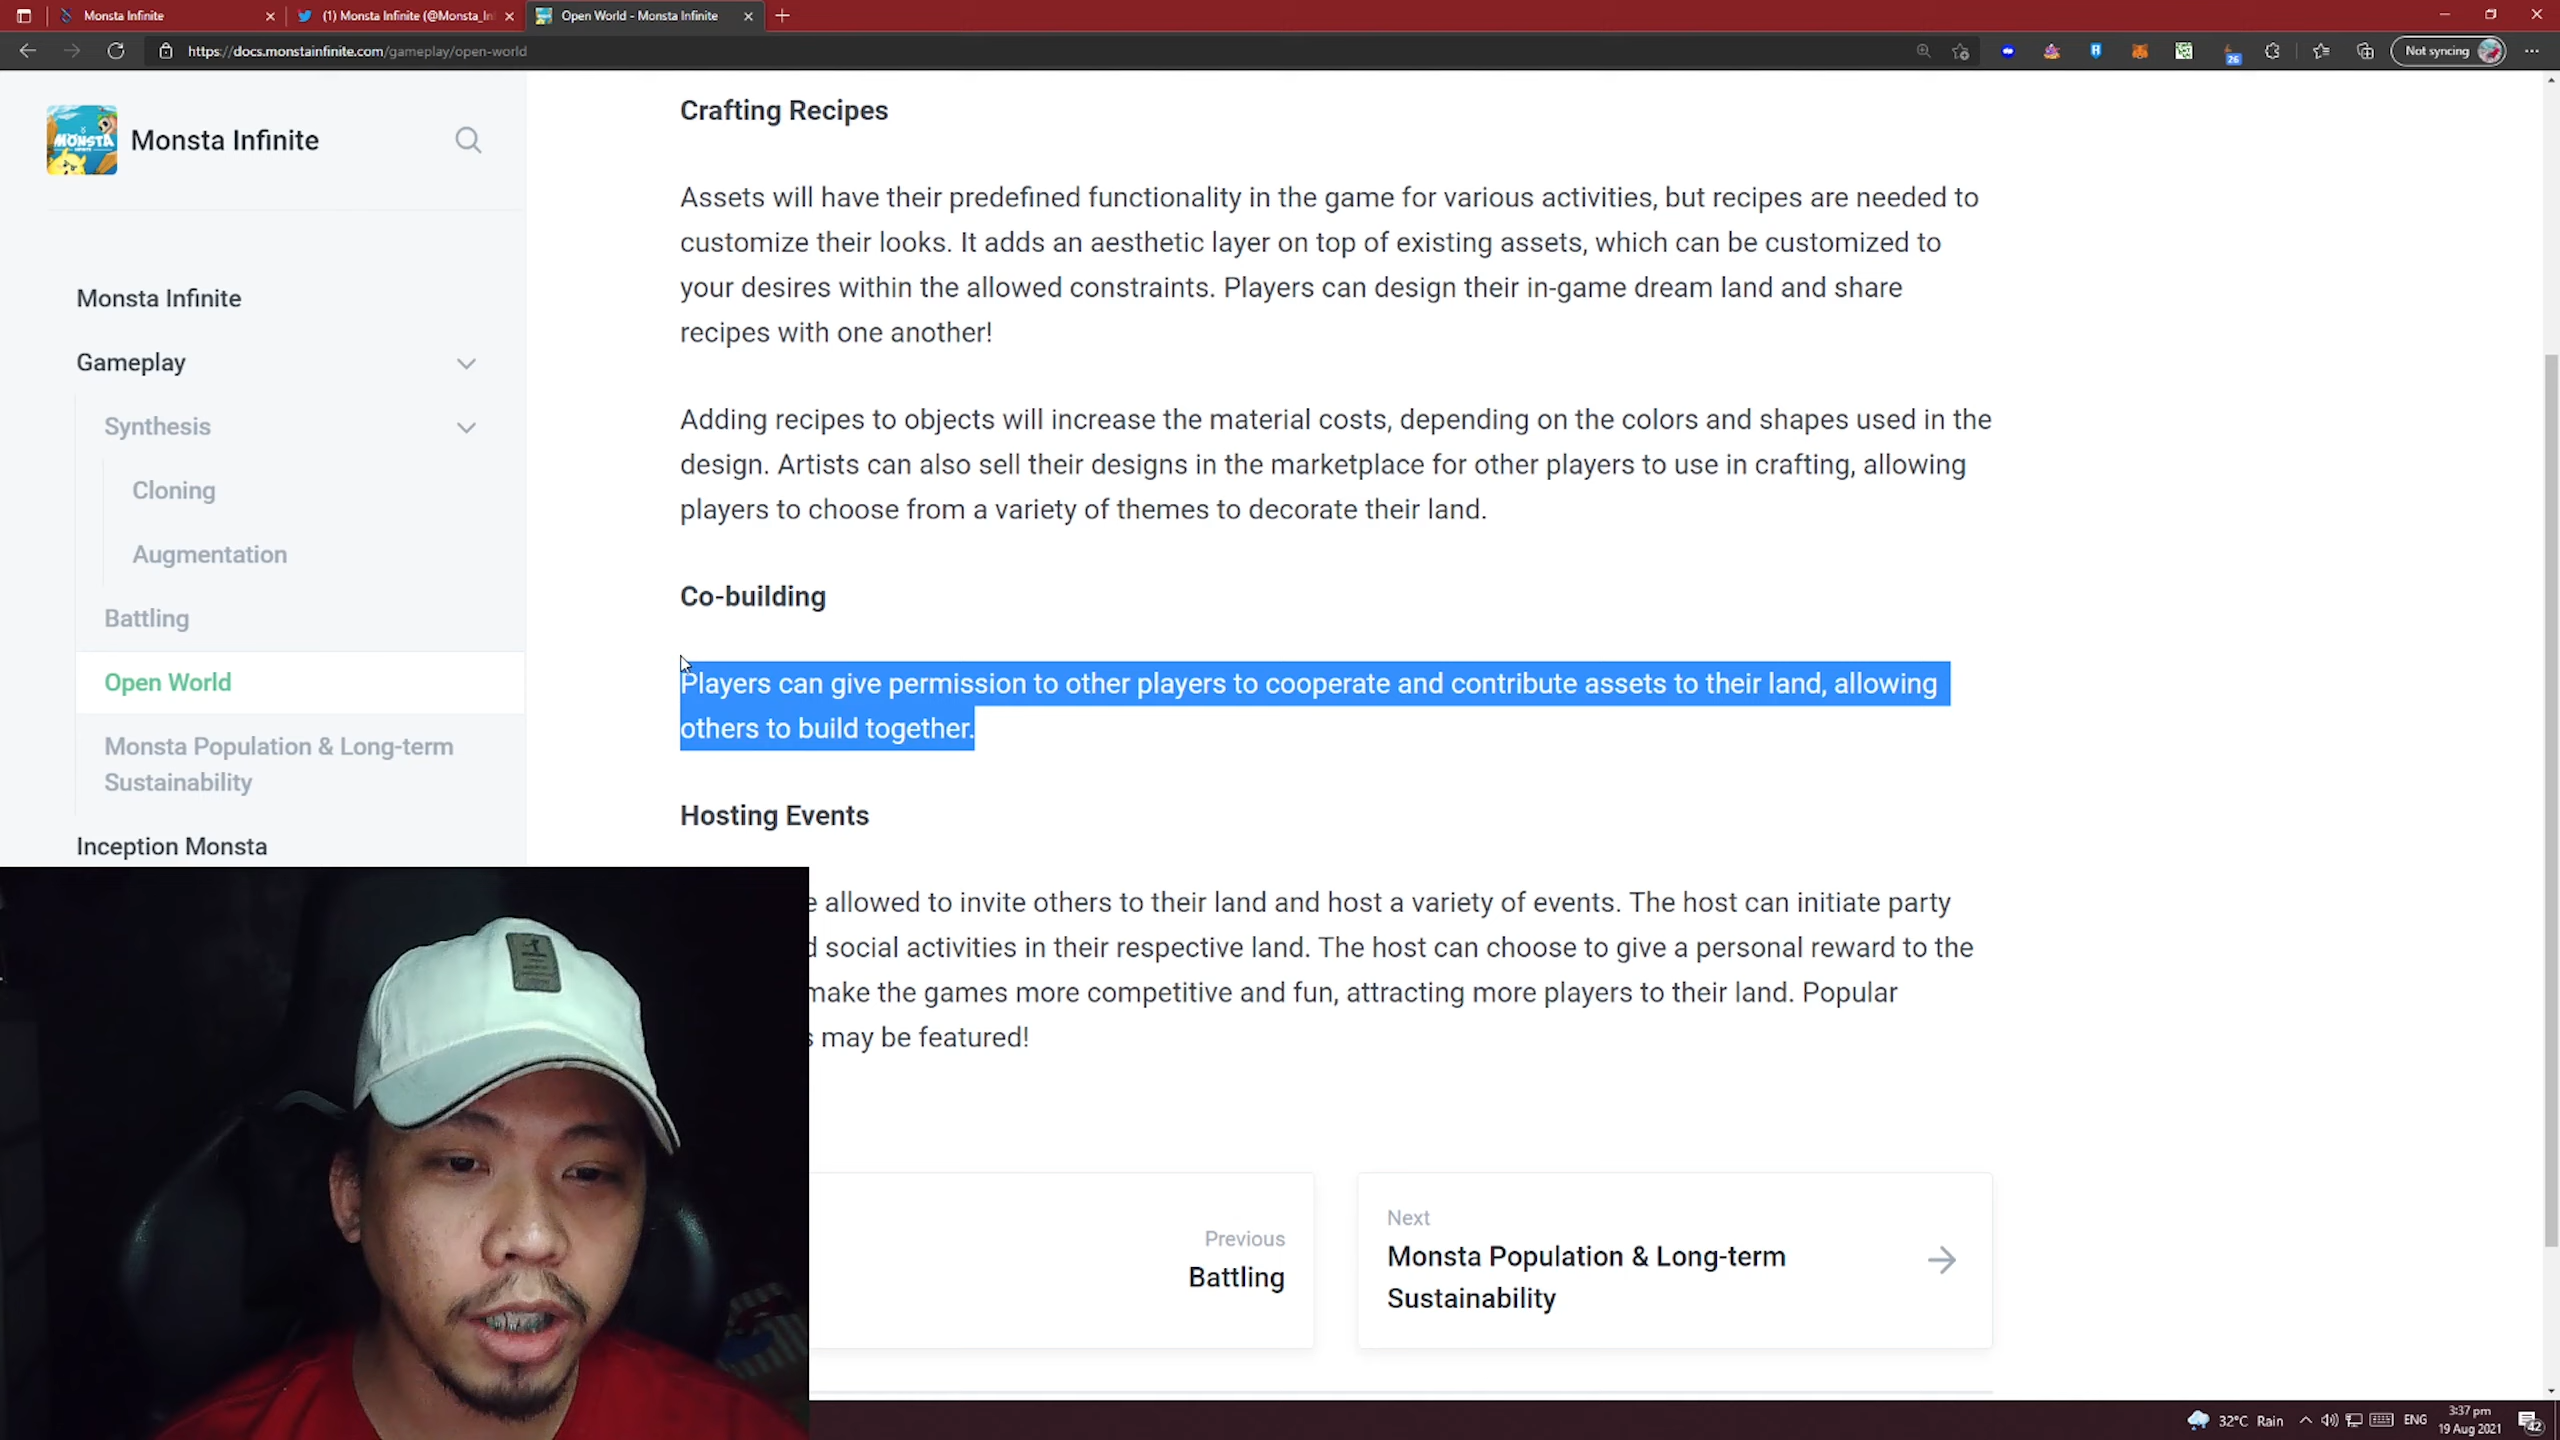 Monsta Infinite
(1) Monsta Infinite (@Monsta_In
Open World - Monsta Infinite
https://docs.monstainfinite.com/gameplay/open-world
26
Not syncing
MONSTA
Monsta Infinite
Monsta Infinite
Gameplay
Synthesis
Cloning
Augmentation
Battling
Open World
Monsta Population & Long-term
Sustainability
Inception Monsta
Crafting Recipes
Assets will have their predefined functionality in the game for various activities, but recipes are needed to
customize their looks. It adds an aesthetic layer on top of existing assets, which can be customized to
your desires within the allowed constraints. Players can design their in-game dream land and share
recipes with one another!
Adding recipes to objects will increase the material costs, depending on the colors and shapes used in the
design. Artists can also sell their designs in the marketplace for other players to use in crafting, allowing
players to choose from a variety of themes to decorate their land.
Co-building
Players can give permission to other players to cooperate and contribute assets to their land, allowing
others to build together.
Hosting Events
e allowed to invite others to their land and host a variety of events. The host can initiate party
d social activities in their respective land. The host can choose to give a personal reward to the
make the games more competitive and fun, attracting more players to their land. Popular
s may be featured!
Previous
Battling
Next
Monsta Population & Long-term
Sustainability
32°C Rain
ENG
3:37 pm
19 Aug 2021
42